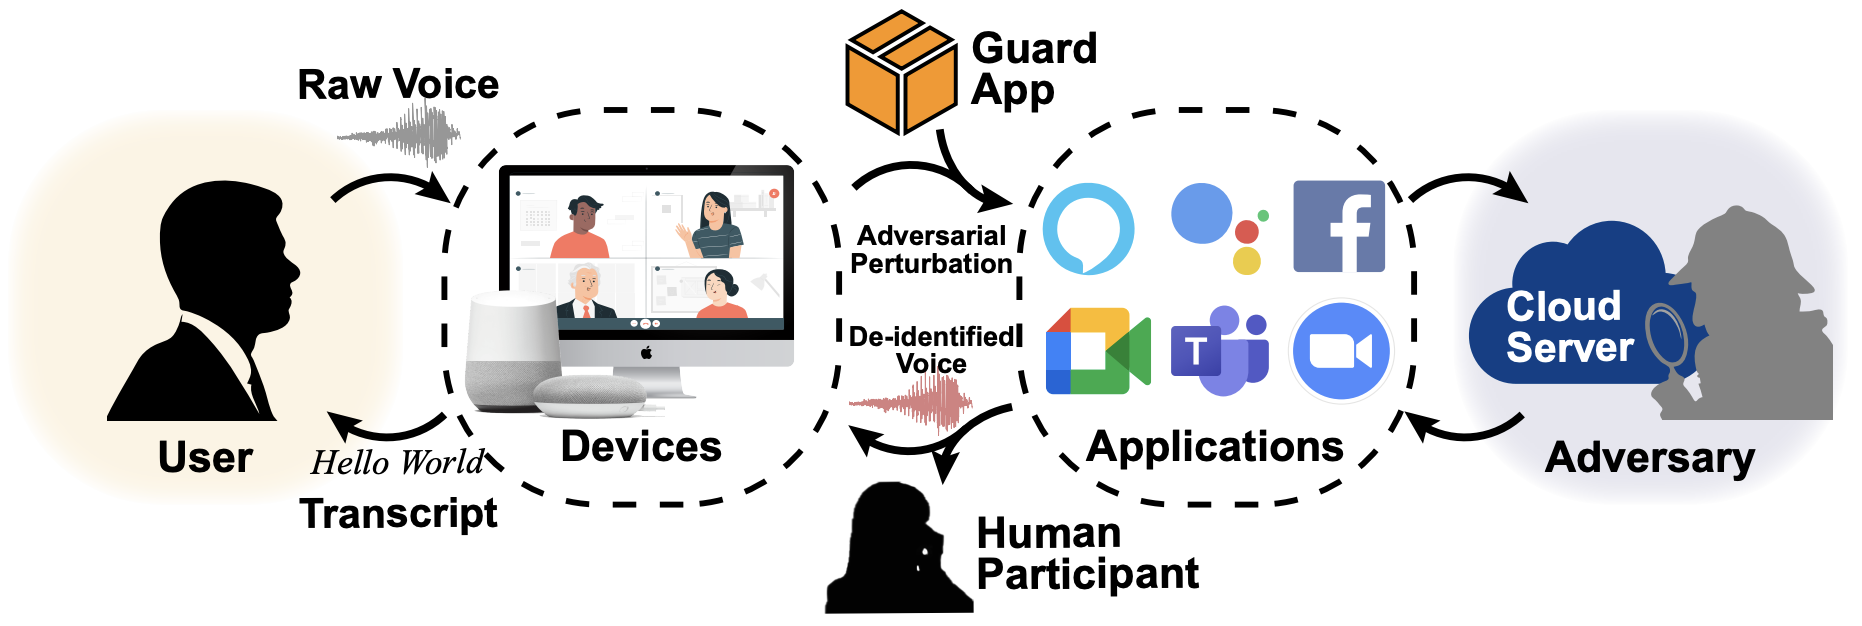 Raw Voice
Guard
App
Adversarial
Perturbation
De-identified
Voice
T
Cloud
Server
User
Hello World
Transcript
Devices
Applications
Adversary
Human
Participant